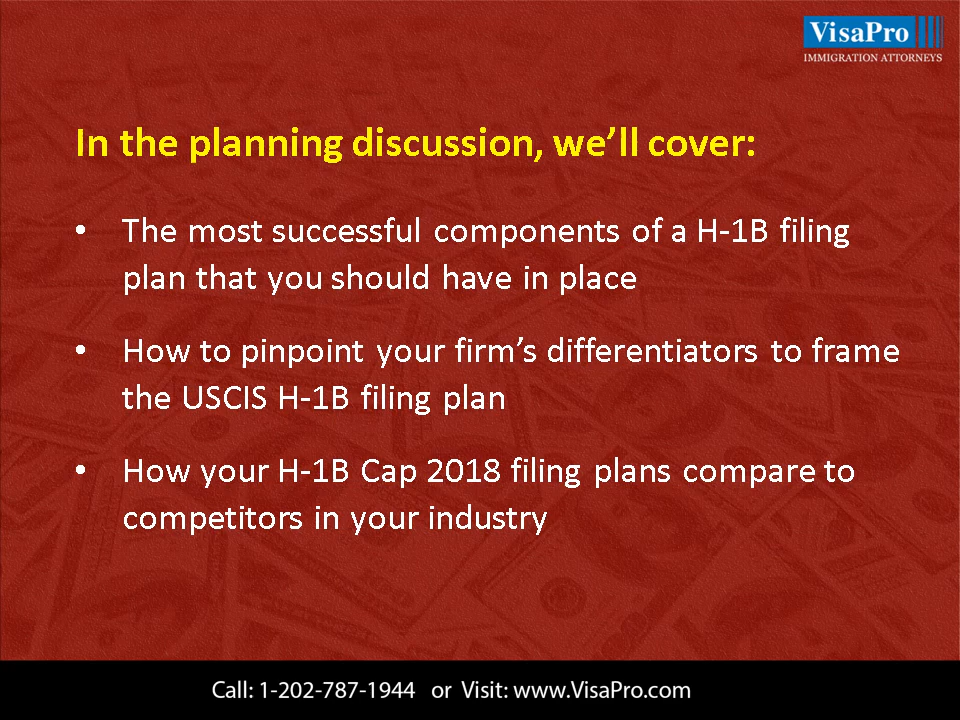 VisaPro
IMMIGRATION ATTORNEYS
In the planning discussion, we’ll cover:
• The most successful components of a H-1B filing
plan that you should have in place
• How to pinpoint your firm’s differentiators to frame
the USCIS H-1B filing plan
• How your H-1B Cap 2018 filing plans compare to
competitors in your industry
Call: 1-202-787-1944 or Visit: www.VisaPro.com